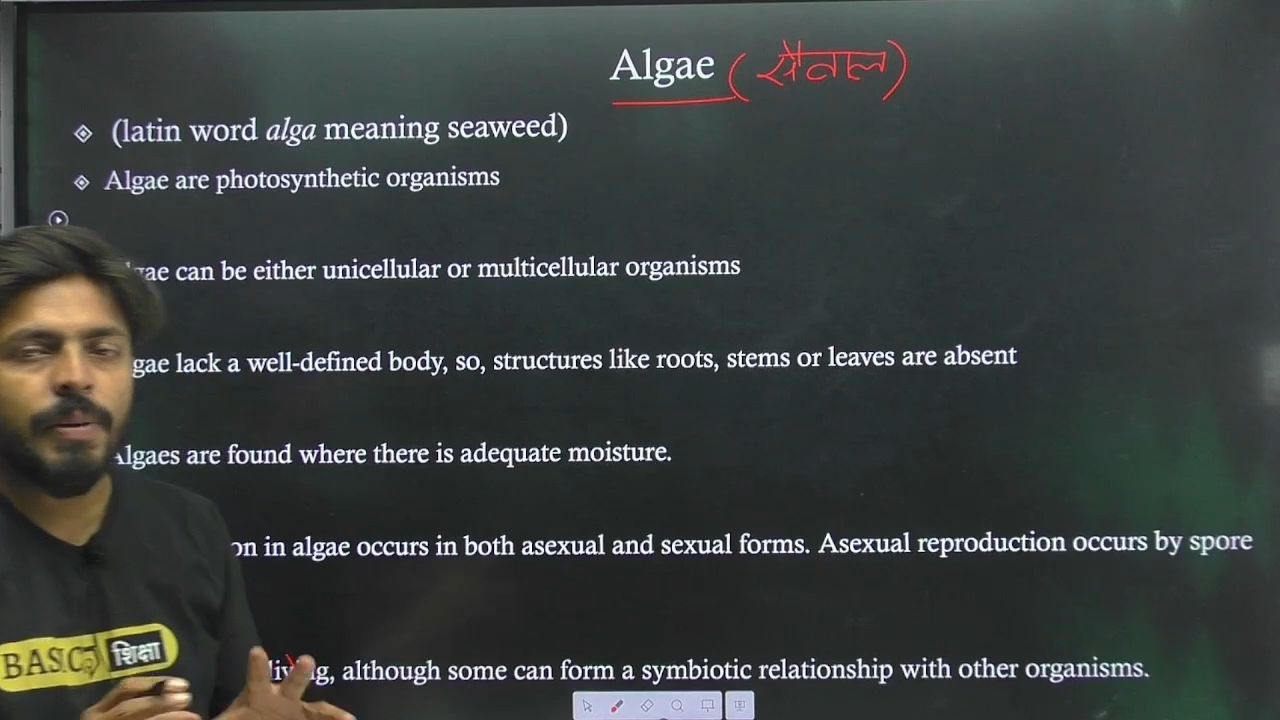 Algae (सैवाल)
(latin word alga meaning seaweed)
Algae are photosynthetic organisms
gae can be either unicellular or multicellular organisms
gae lack a well-defined body, so, structures like roots, stems or leaves are absent
Algaes are found where there is adequate moisture.
on in algae occurs in both asexual and sexual forms. Asexual reproduction occurs by spore
although some can form a symbiotic relationship with other organisms.
BASIC शिक्षा